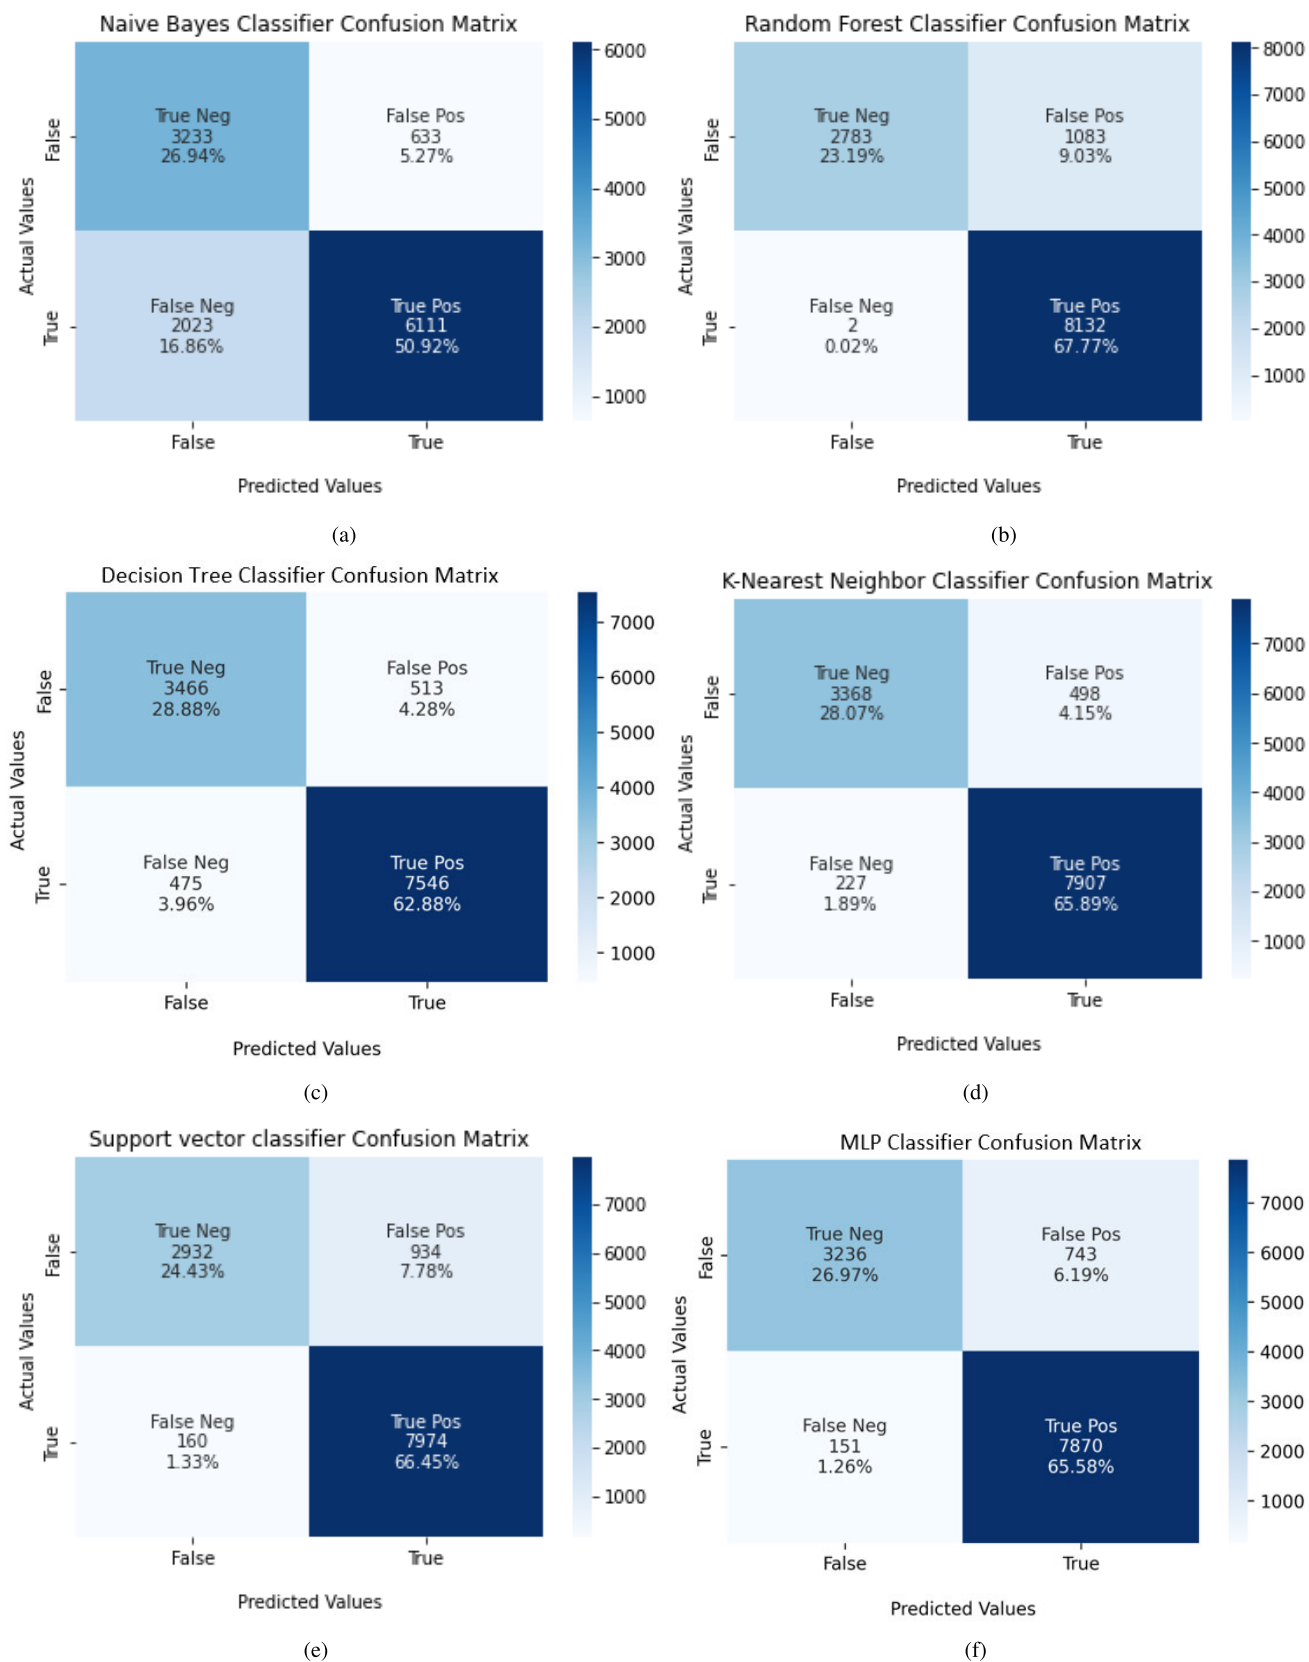 Naive Bayes Classifier Confusion Matrix
True Neg
3233
26.94%
False Pos
633
5.27%
False Neg
2023
16.86%
True Pos
6111
50.92%
False
True
Actual Values
False
True
Predicted Values
6000
5000
4000
3000
2000
1000
(a)
Random Forest Classifier Confusion Matrix
True Neg
2783
23.19%
False Pos
1083
9.03%
False Neg
2
0.02%
True Pos
8132
67.77%
False
True
Actual Values
False
True
Predicted Values
8000
7000
6000
5000
4000
3000
2000
1000
(b)
Decision Tree Classifier Confusion Matrix
True Neg
3466
28.88%
False Pos
513
4.28%
False Neg
475
3.96%
True Pos
7546
62.88%
False
True
Actual Values
False
True
Predicted Values
7000
6000
5000
4000
3000
2000
1000
(c)
K-Nearest Neighbor Classifier Confusion Matrix
True Neg
3368
28.07%
False Pos
498
4.15%
False Neg
227
1.89%
True Pos
7907
65.89%
False
True
Actual Values
False
True
Predicted Values
7000
6000
5000
4000
3000
2000
1000
(d)
Support vector classifier Confusion Matrix
True Neg
2932
24.43%
False Pos
934
7.78%
False Neg
160
1.33%
True Pos
7974
66.45%
False
True
Actual Values
False
True
Predicted Values
7000
6000
5000
4000
3000
2000
1000
(e)
MLP Classifier Confusion Matrix
True Neg
3236
26.97%
False Pos
743
6.19%
False Neg
151
1.26%
True Pos
7870
65.58%
False
True
Actual Values
False
True
Predicted Values
7000
6000
5000
4000
3000
2000
1000
(f)